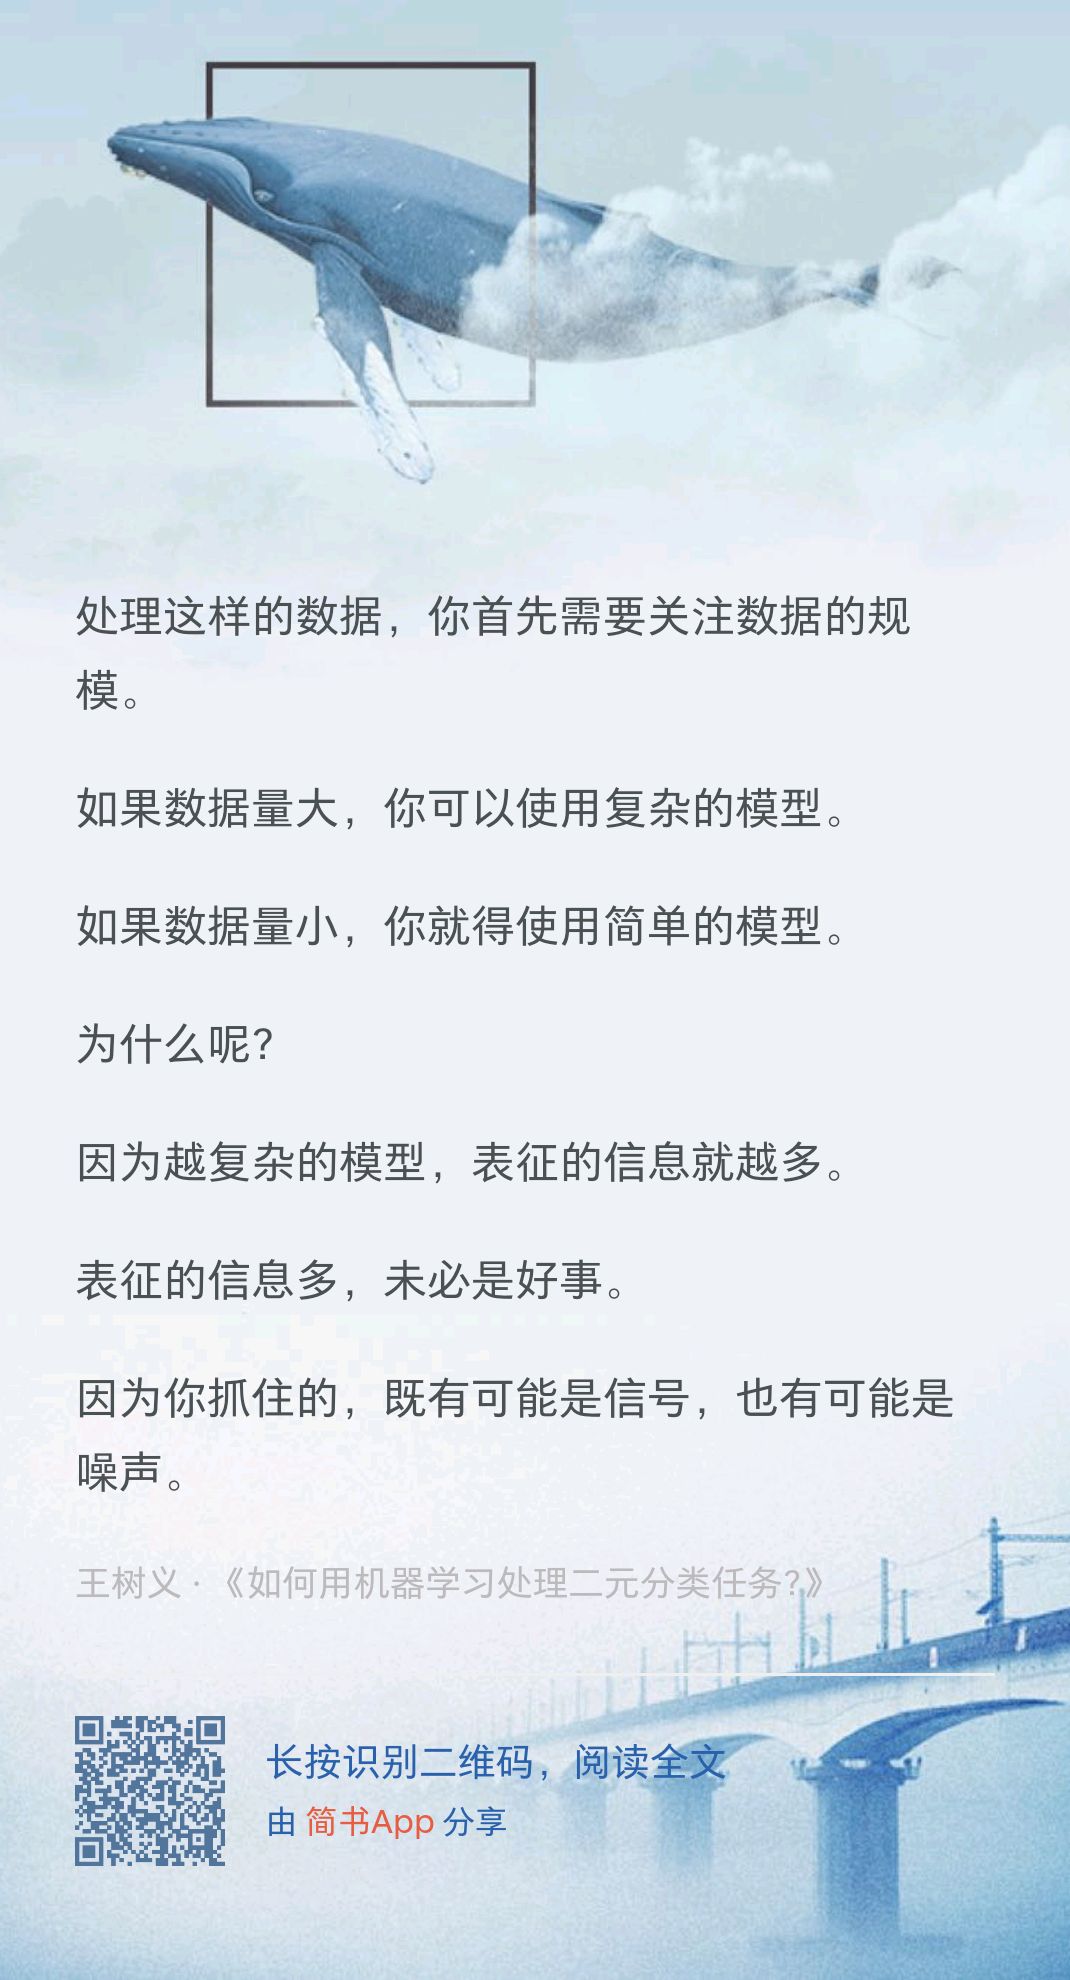 处理这样的数据，你首先需要关注数据的规
模。
如果数据量大，你可以使用复杂的模型。
如果数据量小，你就得使用简单的模型。
为什么呢？
因为越复杂的模型，表征的信息就越多。
表征的信息多，未必是好事。
因为你抓住的，既有可能是信号，也有可能是
噪声。
王树义 ·《如何用机器学习处理二元分类任务？》
长按识别二维码，阅读全文
由 简书App 分享